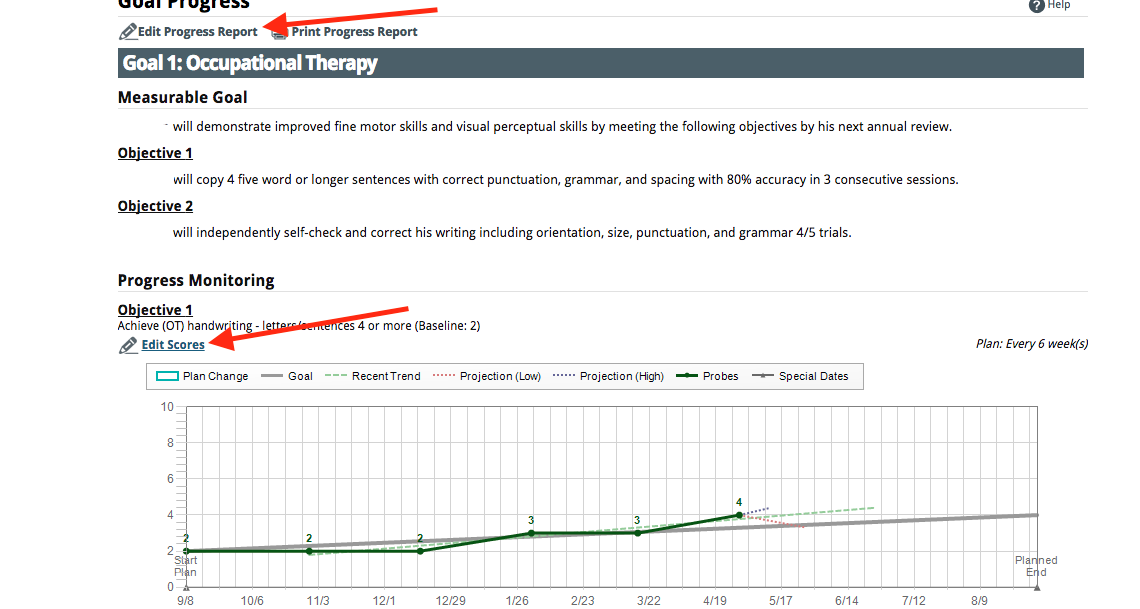 Goal Progress
Help
Edit Progress Report Print Progress Report
Goal 1: Occupational Therapy
Measurable Goal
will demonstrate improved fine motor skills and visual perceptual skills by meeting the following objectives by his next annual review.
Objective 1
will copy 4 five word or longer sentences with correct punctuation, grammar, and spacing with 80% accuracy in 3 consecutive sessions.
Objective 2
will independently self-check and correct his writing including orientation, size, punctuation, and grammar 4/5 trials.
Progress Monitoring
Objective 1
Achieve (OT) handwriting - letters/sentences 4 or more (Baseline: 2)
Edit Scores
Plan: Every 6 week(s)
Plan Change Goal Recent Trend Projection (Low) Projection (High) Probes Special Dates
10
8
6
4
2
0
2 2 2 3 3 4
Start Plan
Planned End
9/8 10/6 11/3 12/1 12/29 1/26 2/23 3/22 4/19 5/17 6/14 7/12 8/9